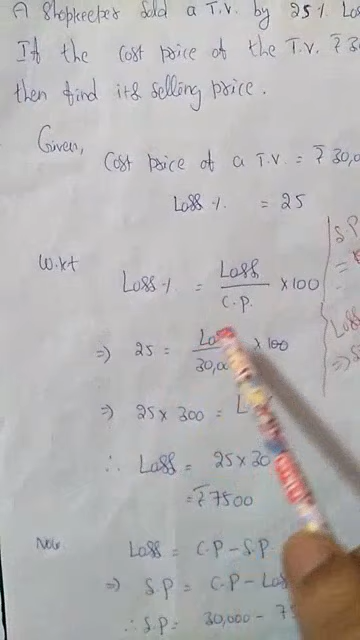 A Shopkeeper sold a T.V. by 25%
If the cost price of the T.V. ₹
then find its selling price.
Given,
Cost price of a T.V. = ₹ 30,0
Loss % = 25
W.k.t
Loss % = Loss/C.P. × 100
⇒ 25 = × 100
⇒ 25 × 300 =
∴ Loss = 25 × 30
= ₹ 7500
Now Loss = C.P - S.P
⇒ S.P = C.P - Los
∴ S.P = 30,000 - 7
S.P
=
Loss
⇒